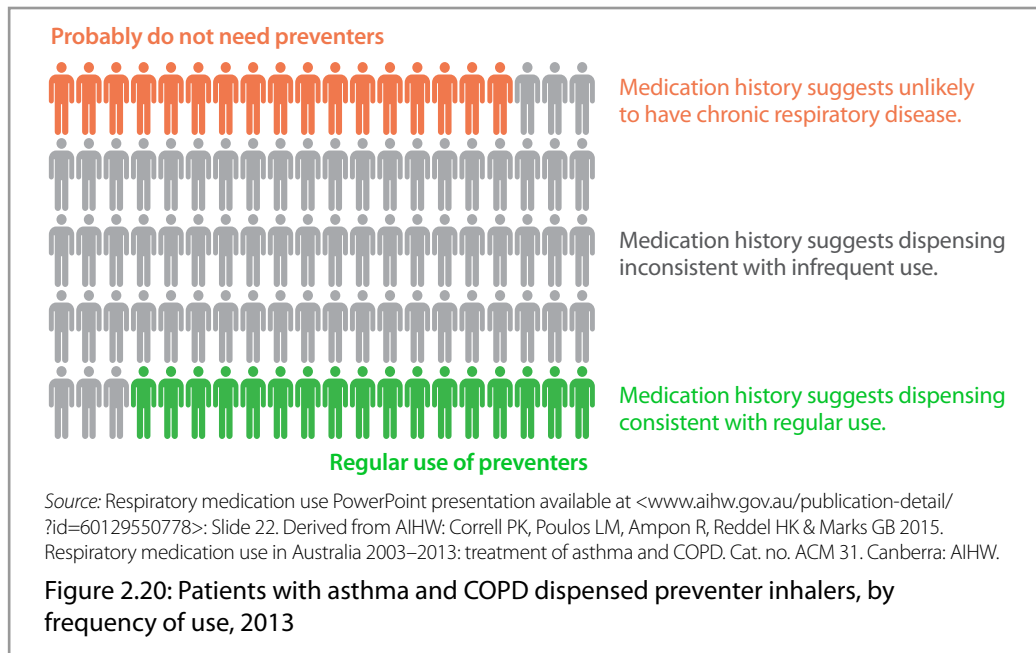 Probably do not need preventers
Medication history suggests unlikely
to have chronic respiratory disease.
Medication history suggests dispensing
inconsistent with infrequent use.
Medication history suggests dispensing
consistent with regular use.
Regular use of preventers
Source: Respiratory medication use PowerPoint presentation available at <www.aihw.gov.au/publication-detail/
?id=60129550778>: Slide 22. Derived from AIHW: Correll PK, Poulos LM, Ampon R, Reddel HK & Marks GB 2015.
Respiratory medication use in Australia 2003–2013: treatment of asthma and COPD. Cat. no. ACM 31. Canberra: AIHW.
Figure 2.20: Patients with asthma and COPD dispensed preventer inhalers, by
frequency of use, 2013